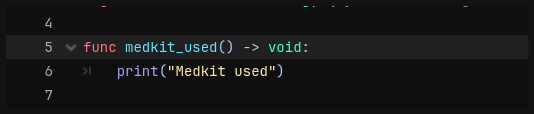 4
5 func medkit_used() -> void:
6 print("Medkit used")
7